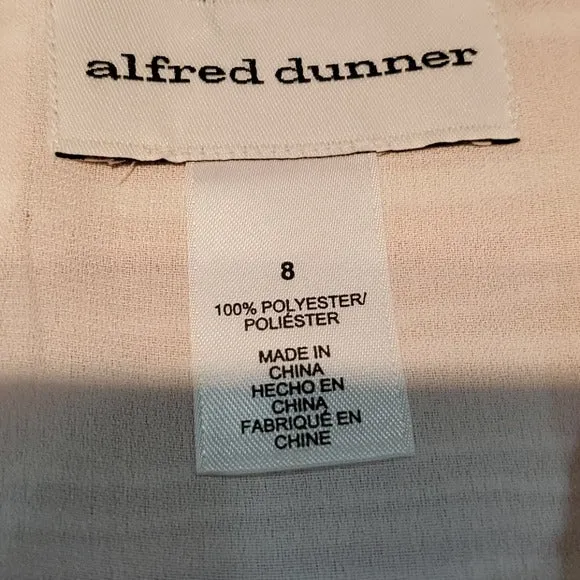 alfred dunner
8
100% POLYESTER/
POLIÉSTER
MADE IN
CHINA
HECHO EN
CHINA
FABRIQUÉ EN
CHINE